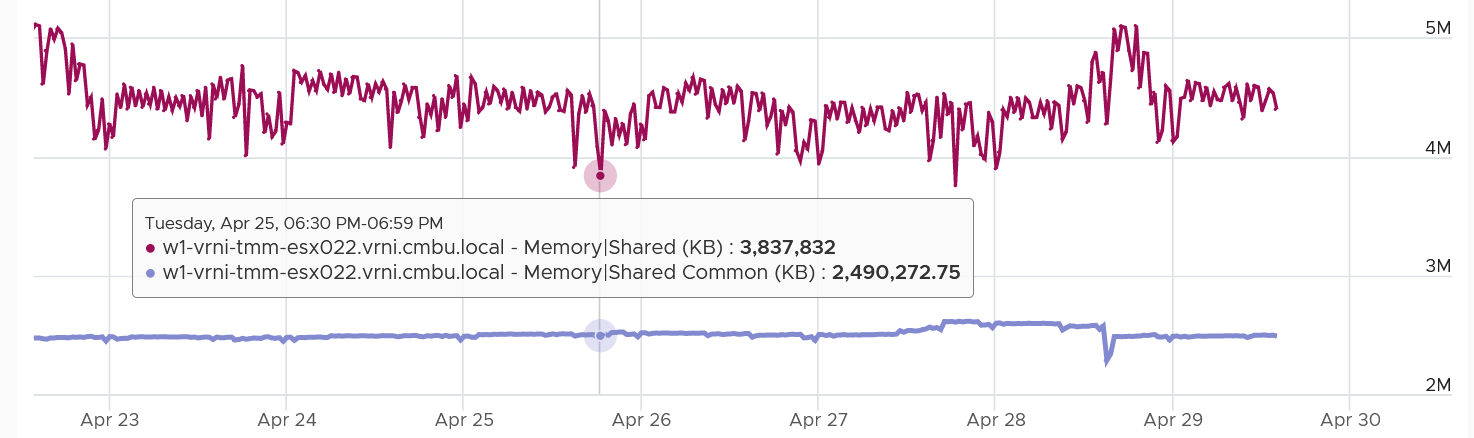 5M
4M
Tuesday, Apr 25, 06:30 PM-06:59 PM
w1-vrni-tmm-esx022.vrni.cmbu.local - Memory|Shared (KB) : 3,837,832
w1-vrni-tmm-esx022.vrni.cmbu.local - Memory|Shared Common (KB) : 2,490,272.75
3M
2M
Apr 23 Apr 24 Apr 25 Apr 26 Apr 27 Apr 28 Apr 29 Apr 30